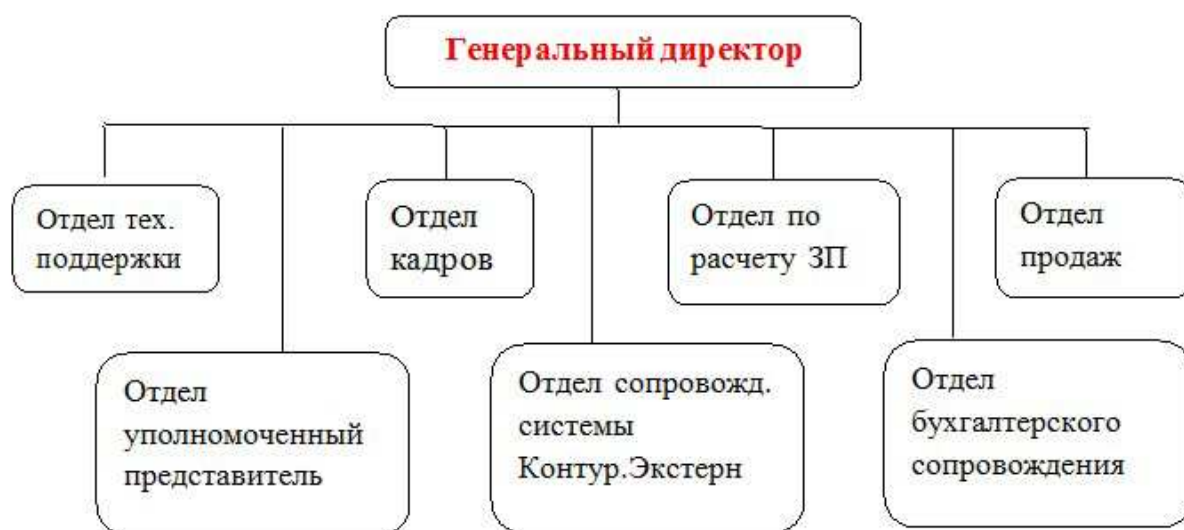 Генеральный директор
Отдел тех.
поддержки
Отдел
кадров
Отдел по
расчету ЗП
Отдел
продаж
Отдел
уполномоченный
представитель
Отдел сопровожд.
системы
Контур.Экстерн
Отдел
бухгалтерского
сопровождения